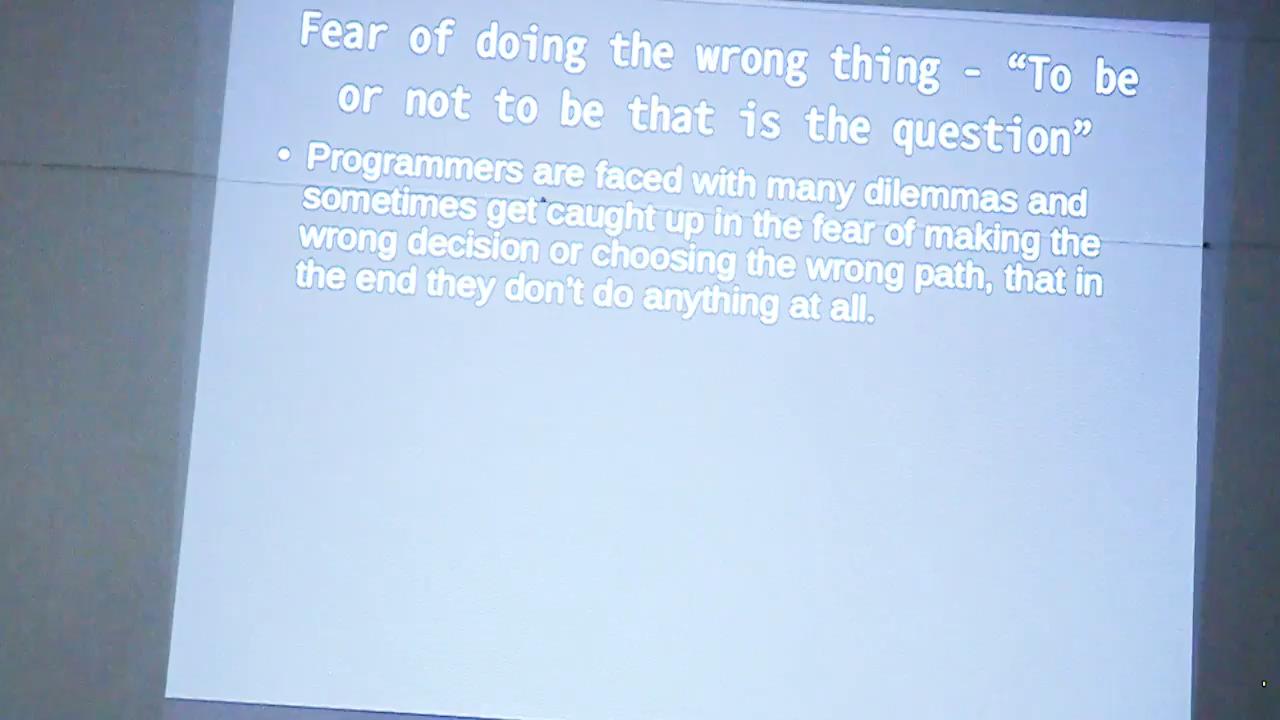 Fear of doing the wrong thing - “To be
or not to be that is the question”
• Programmers are faced with many dilemmas and
sometimes get caught up in the fear of making the
wrong decision or choosing the wrong path, that in
the end they don’t do anything at all.